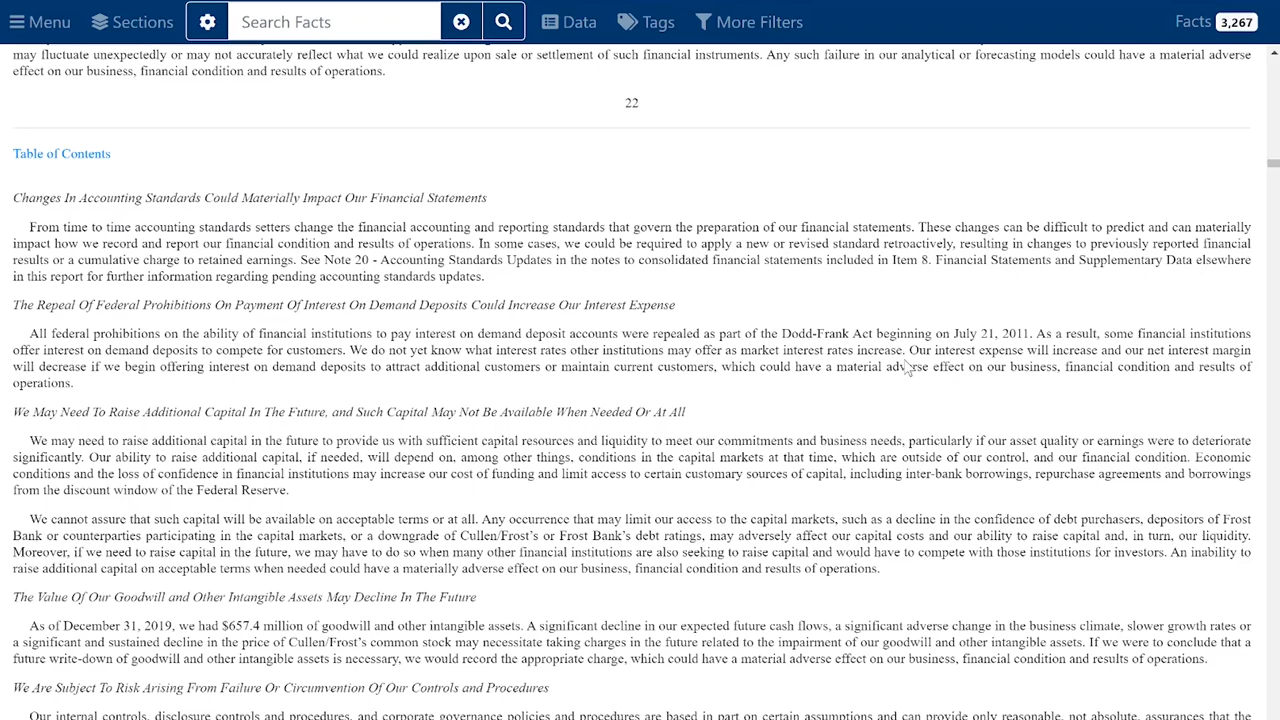 Menu Sections Search Facts Data Tags More Filters Facts 3,267
may fluctuate unexpectedly or may not accurately reflect what we could realize upon sale or settlement of such financial instruments. Any such failure in our analytical or forecasting models could have a material adverse
effect on our business, financial condition and results of operations.
22
Table of Contents
Changes In Accounting Standards Could Materially Impact Our Financial Statements
From time to time accounting standards setters change the financial accounting and reporting standards that govern the preparation of our financial statements. These changes can be difficult to predict and can materially
impact how we record and report our financial condition and results of operations. In some cases, we could be required to apply a new or revised standard retroactively, resulting in changes to previously reported financial
results or a cumulative charge to retained earnings. See Note 20 - Accounting Standards Updates in the notes to consolidated financial statements included in Item 8. Financial Statements and Supplementary Data elsewhere
in this report for further information regarding pending accounting standards updates.
The Repeal Of Federal Prohibitions On Payment Of Interest On Demand Deposits Could Increase Our Interest Expense
All federal prohibitions on the ability of financial institutions to pay interest on demand deposit accounts were repealed as part of the Dodd-Frank Act beginning on July 21, 2011. As a result, some financial institutions
offer interest on demand deposits to compete for customers. We do not yet know what interest rates other institutions may offer as market interest rates increase. Our interest expense will increase and our net interest margin
will decrease if we begin offering interest on demand deposits to attract additional customers or maintain current customers, which could have a material adverse effect on our business, financial condition and results of
operations.
We May Need To Raise Additional Capital In The Future, and Such Capital May Not Be Available When Needed Or At All
We may need to raise additional capital in the future to provide us with sufficient capital resources and liquidity to meet our commitments and business needs, particularly if our asset quality or earnings were to deteriorate
significantly. Our ability to raise additional capital, if needed, will depend on, among other things, conditions in the capital markets at that time, which are outside of our control, and our financial condition. Economic
conditions and the loss of confidence in financial institutions may increase our cost of funding and limit access to certain customary sources of capital, including inter-bank borrowings, repurchase agreements and borrowings
from the discount window of the Federal Reserve.
We cannot assure that such capital will be available on acceptable terms or at all. Any occurrence that may limit our access to the capital markets, such as a decline in the confidence of debt purchasers, depositors of Frost
Bank or counterparties participating in the capital markets, or a downgrade of Cullen/Frost's or Frost Bank's debt ratings, may adversely affect our capital costs and our ability to raise capital and, in turn, our liquidity.
Moreover, if we need to raise capital in the future, we may have to do so when many other financial institutions are also seeking to raise capital and would have to compete with those institutions for investors. An inability to
raise additional capital on acceptable terms when needed could have a materially adverse effect on our business, financial condition and results of operations.
The Value Of Our Goodwill and Other Intangible Assets May Decline In The Future
As of December 31, 2019, we had $657.4 million of goodwill and other intangible assets. A significant decline in our expected future cash flows, a significant adverse change in the business climate, slower growth rates or
a significant and sustained decline in the price of Cullen/Frost's common stock may necessitate taking charges in the future related to the impairment of our goodwill and other intangible assets. If we were to conclude that a
future write-down of goodwill and other intangible assets is necessary, we would record the appropriate charge, which could have a material adverse effect on our business, financial condition and results of operations.
We Are Subject To Risk Arising From Failure Or Circumvention Of Our Controls and Procedures
Our internal controls, disclosure controls and procedures, and corporate governance policies and procedures are based in part on certain assumptions and can provide only reasonable, not absolute, assurances that the